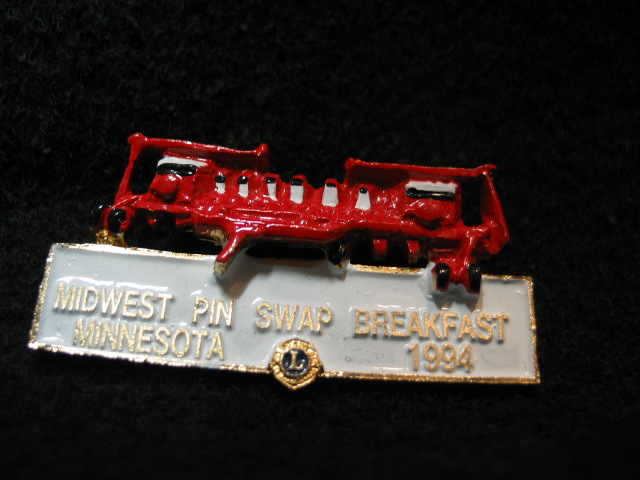 MIDWEST PIN SWAP BREAKFAST
MINNESOTA 1994
L